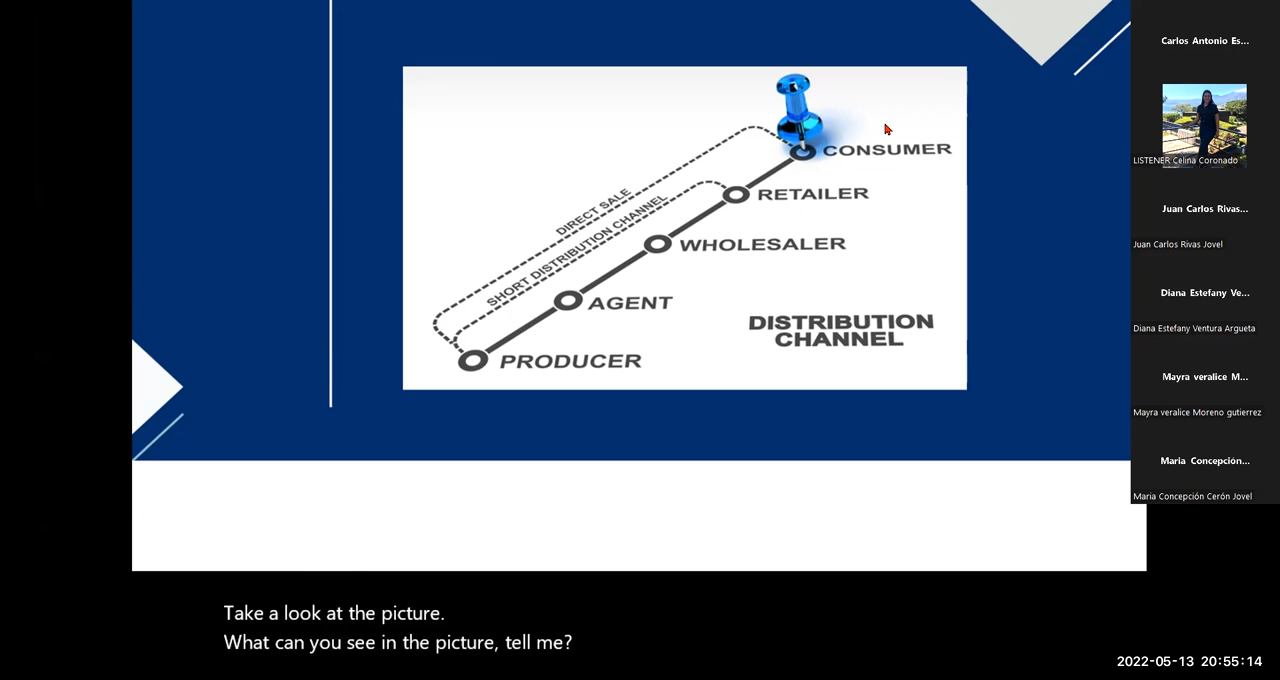 CONSUMER
RETAILER
WHOLESALER
AGENT
PRODUCER
DIRECT SALE
SHORT DISTRIBUTION CHANNEL
DISTRIBUTION
CHANNEL
Carlos Antonio Es...
LISTENER Celina Coronado
Juan Carlos Rivas...
Juan Carlos Rivas Jovel
Diana Estefany Ve...
Diana Estefany Ventura Argueta
Mayra veralice M...
Mayra veralice Moreno gutierrez
Maria Concepción...
Maria Concepción Cerón Jovel
Take a look at the picture.
What can you see in the picture, tell me?
2022-05-13 20:55:14